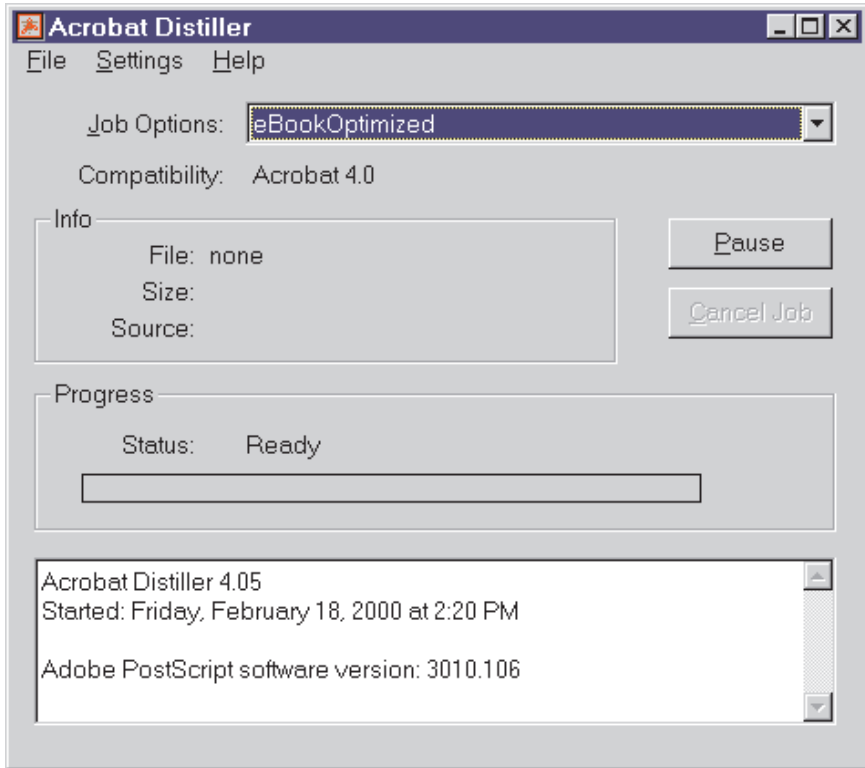 Acrobat Distiller
File Settings Help
Job Options: eBookOptimized
Compatibility: Acrobat 4.0
Info
File: none
Size:
Source:
Pause
Cancel Job
Progress
Status: Ready
Acrobat Distiller 4.05
Started: Friday, February 18, 2000 at 2:20 PM
Adobe PostScript software version: 3010.106